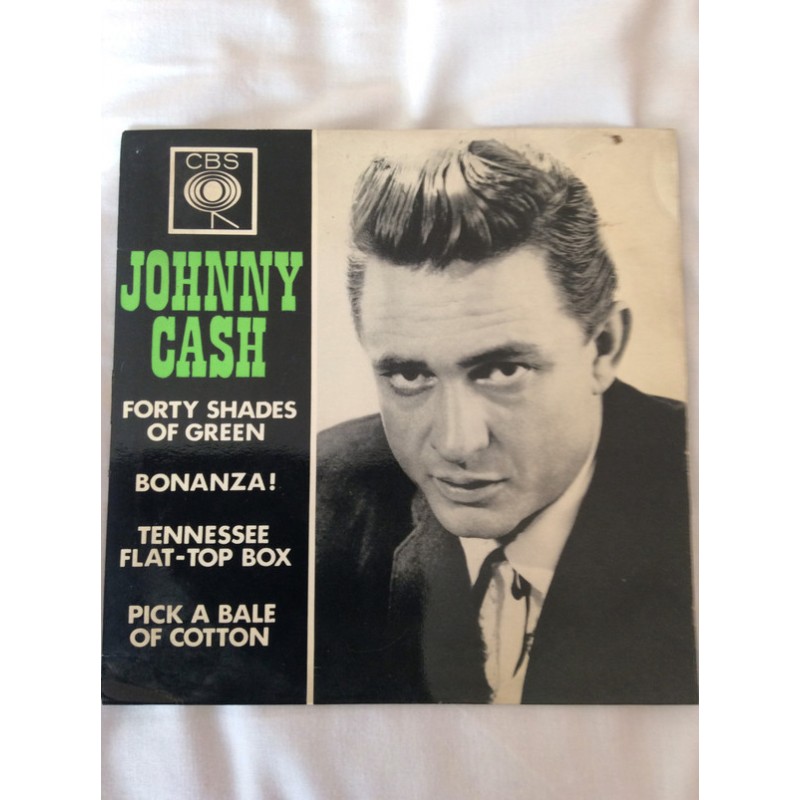 CBS
JOHNNY
CASH
FORTY SHADES
OF GREEN
BONANZA!
TENNESSEE
FLAT-TOP BOX
PICK A BALE
OF COTTON